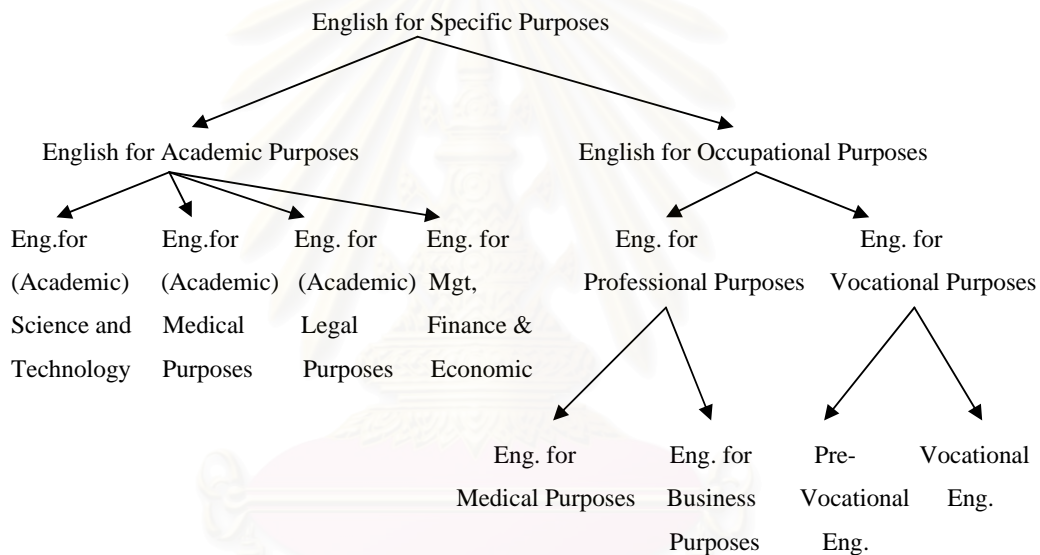 English for Specific Purposes
English for Academic Purposes
English for Occupational Purposes
Eng.for
(Academic)
Science and
Technology
Eng.for
(Academic)
Medical
Purposes
Eng. for
(Academic)
Legal
Purposes
Eng. for
Mgt,
Finance &
Economic
Eng. for
Professional Purposes
Eng. for
Vocational Purposes
Eng. for
Medical Purposes
Eng. for
Business
Purposes
Pre-
Vocational
Eng.
Vocational
Eng.